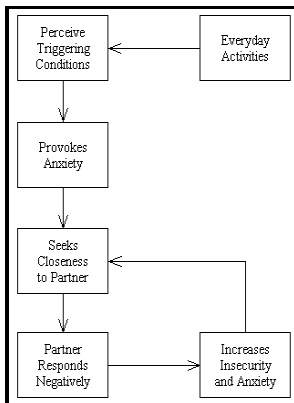 Perceive
Triggering
Conditions
Everyday
Activities
Provokes
Anxiety
Seeks
Closeness
to Partner
Partner
Responds
Negatively
Increases
Insecurity
and Anxiety